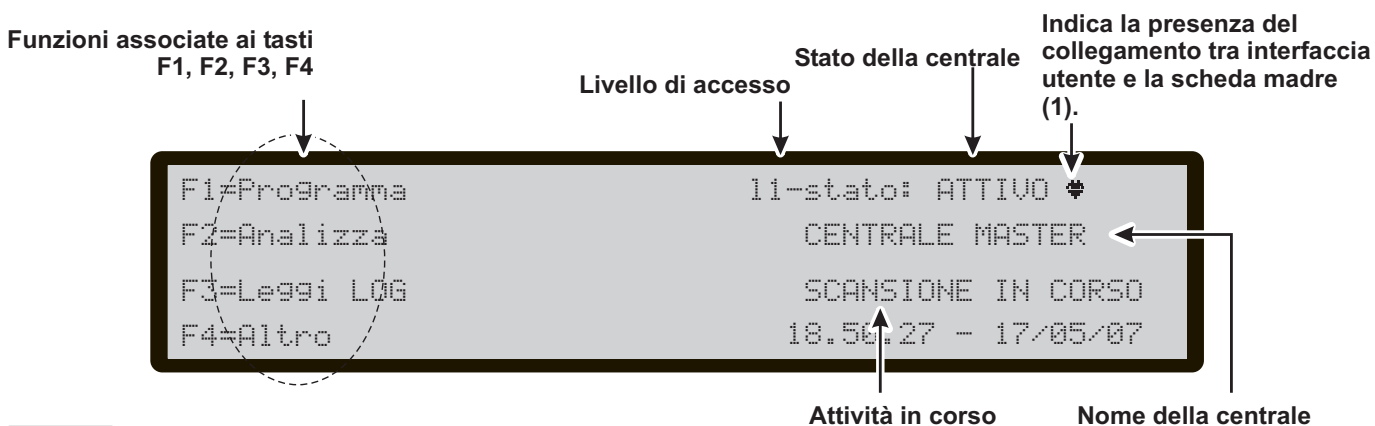 Funzioni associate ai tasti
F1, F2, F3, F4
Livello di accesso
Stato della centrale
Indica la presenza del
collegamento tra interfaccia
utente e la scheda madre
(1).
F1=Programma l1-stato: ATTIVO
F2=Analizza CENTRALE MASTER
F3=Leggi LOG SCANSIONE IN CORSO
F4=Altro 18.50.27 - 17/05/07
Attività in corso
Nome della centrale